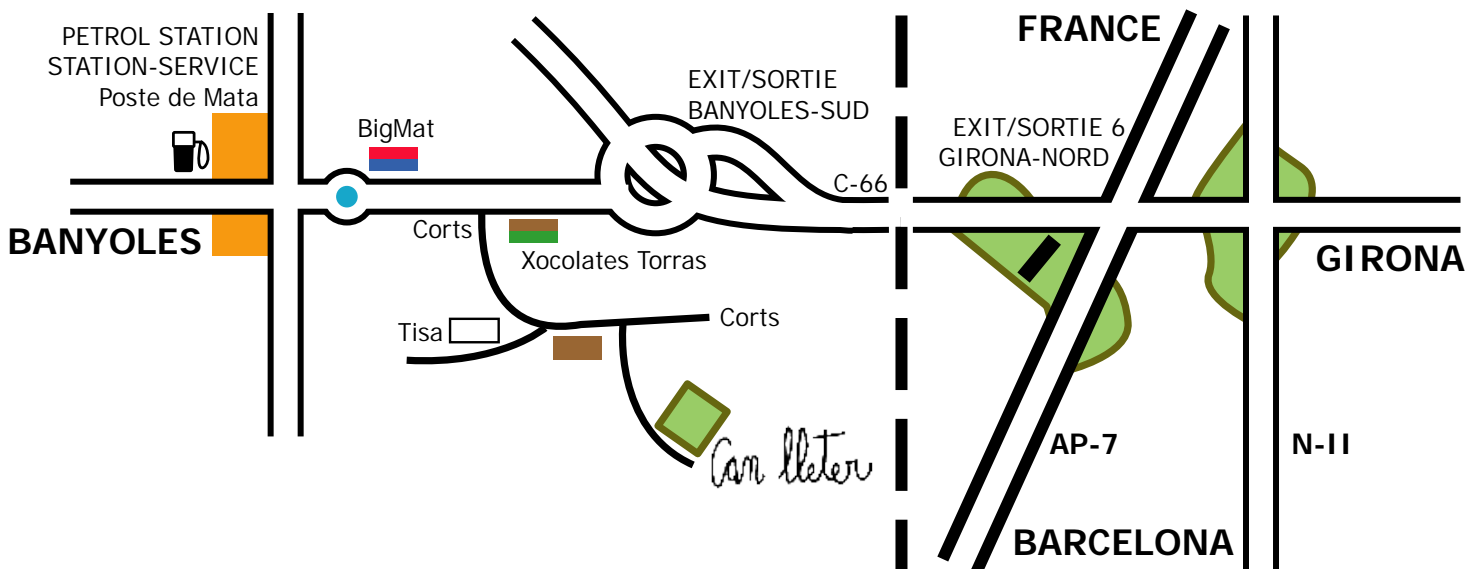 PETROL STATION
STATION-SERVICE
Poste de Mata
BigMat
EXIT/SORTIE
BANYOLES-SUD
FRANCE
EXIT/SORTIE 6
GIRONA-NORD
C-66
BANYOLES
Corts
Xocolates Torras
GIRONA
Tisa
Corts
Can lleter
AP-7
N-II
BARCELONA